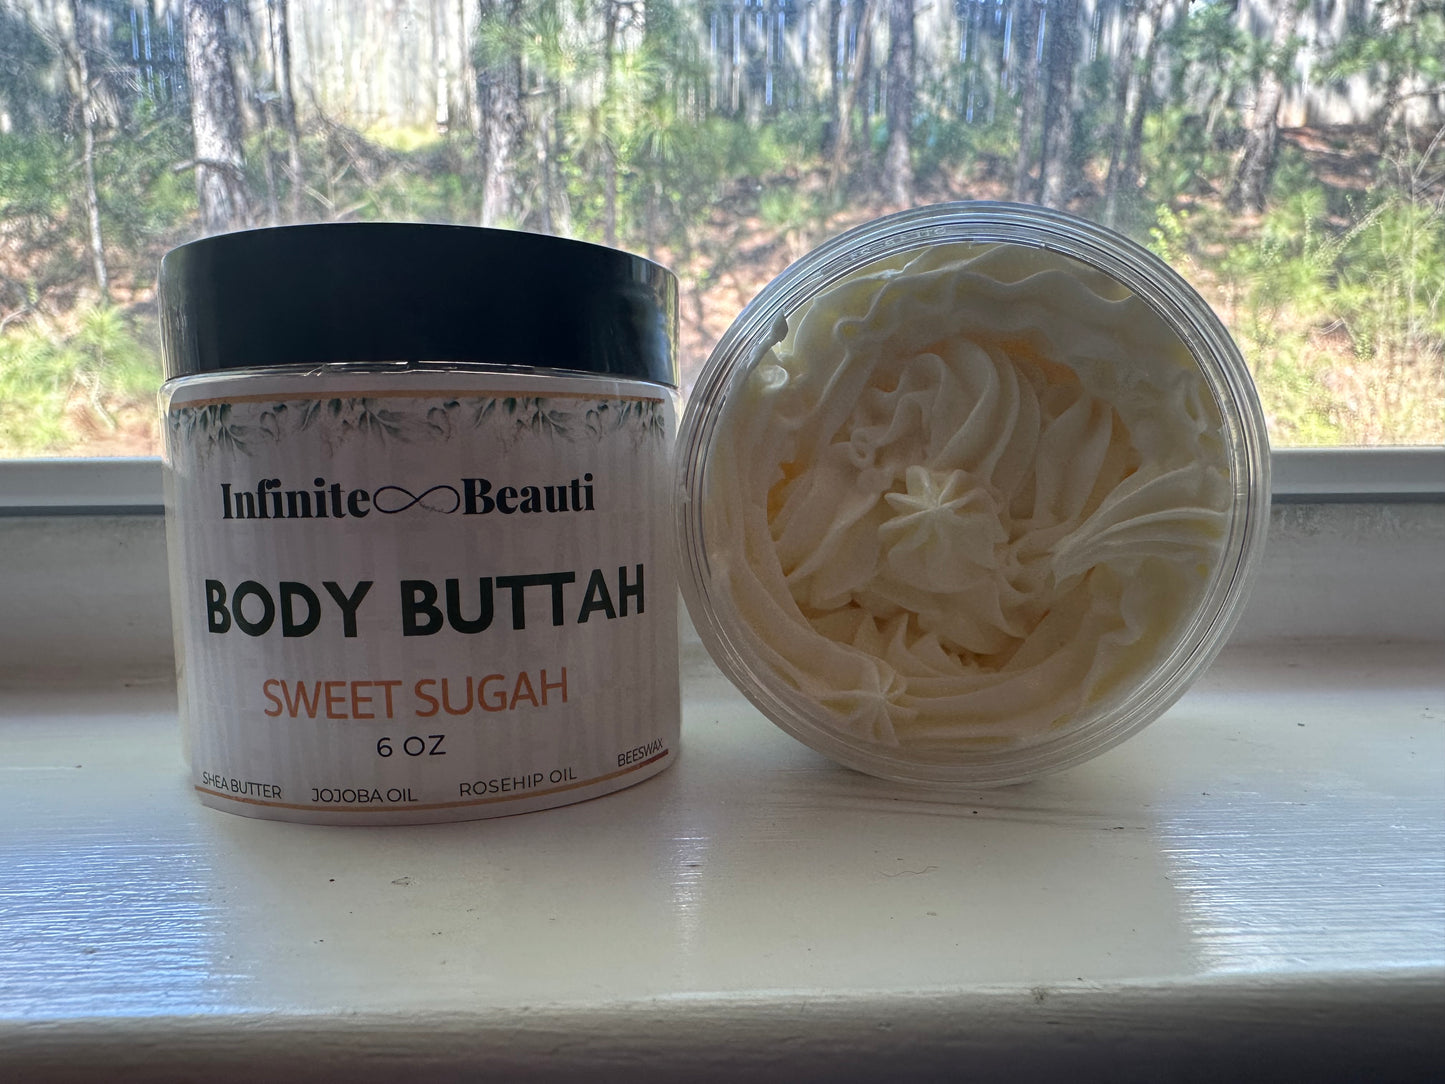 Infinite∞Beauti
BODY BUTTAH
SWEET SUGAH
6 OZ
SHEA BUTTER JOJOBA OIL ROSEHIP OIL BEESWAX